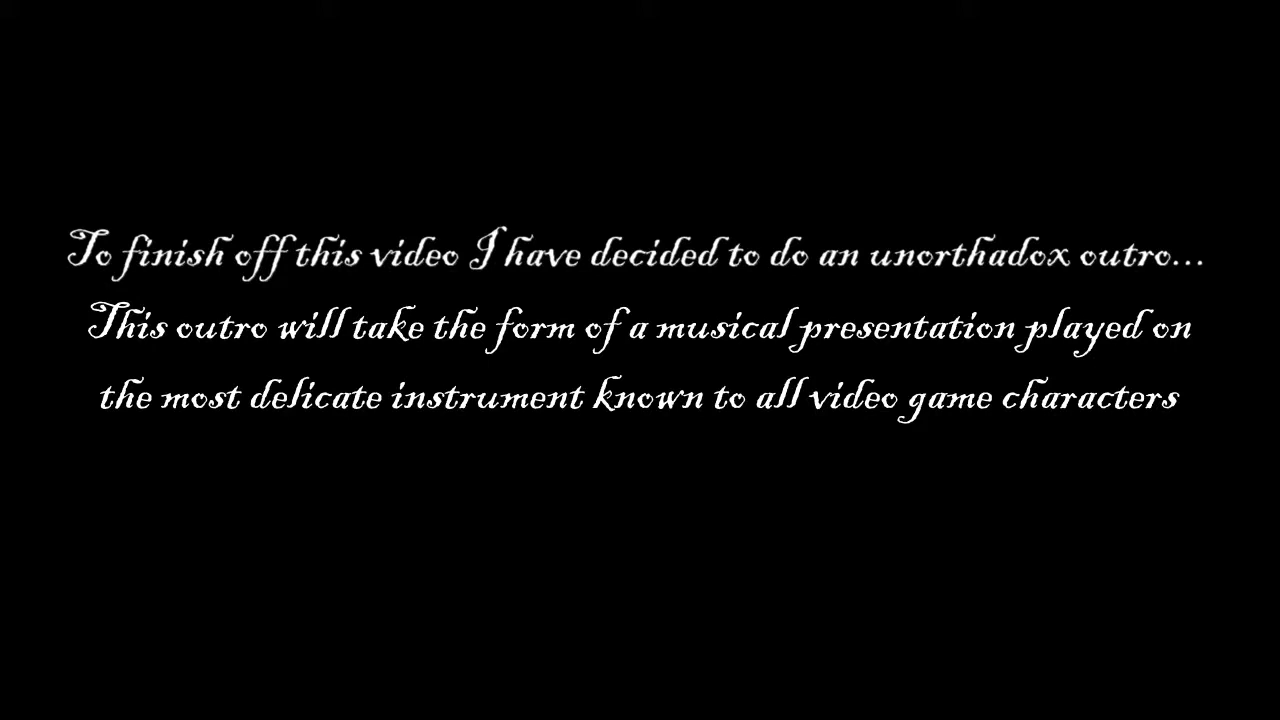 To finish off this video I have decided to do an unorthadox outro...
This outro will take the form of a musical presentation played on
the most delicate instrument known to all video game characters